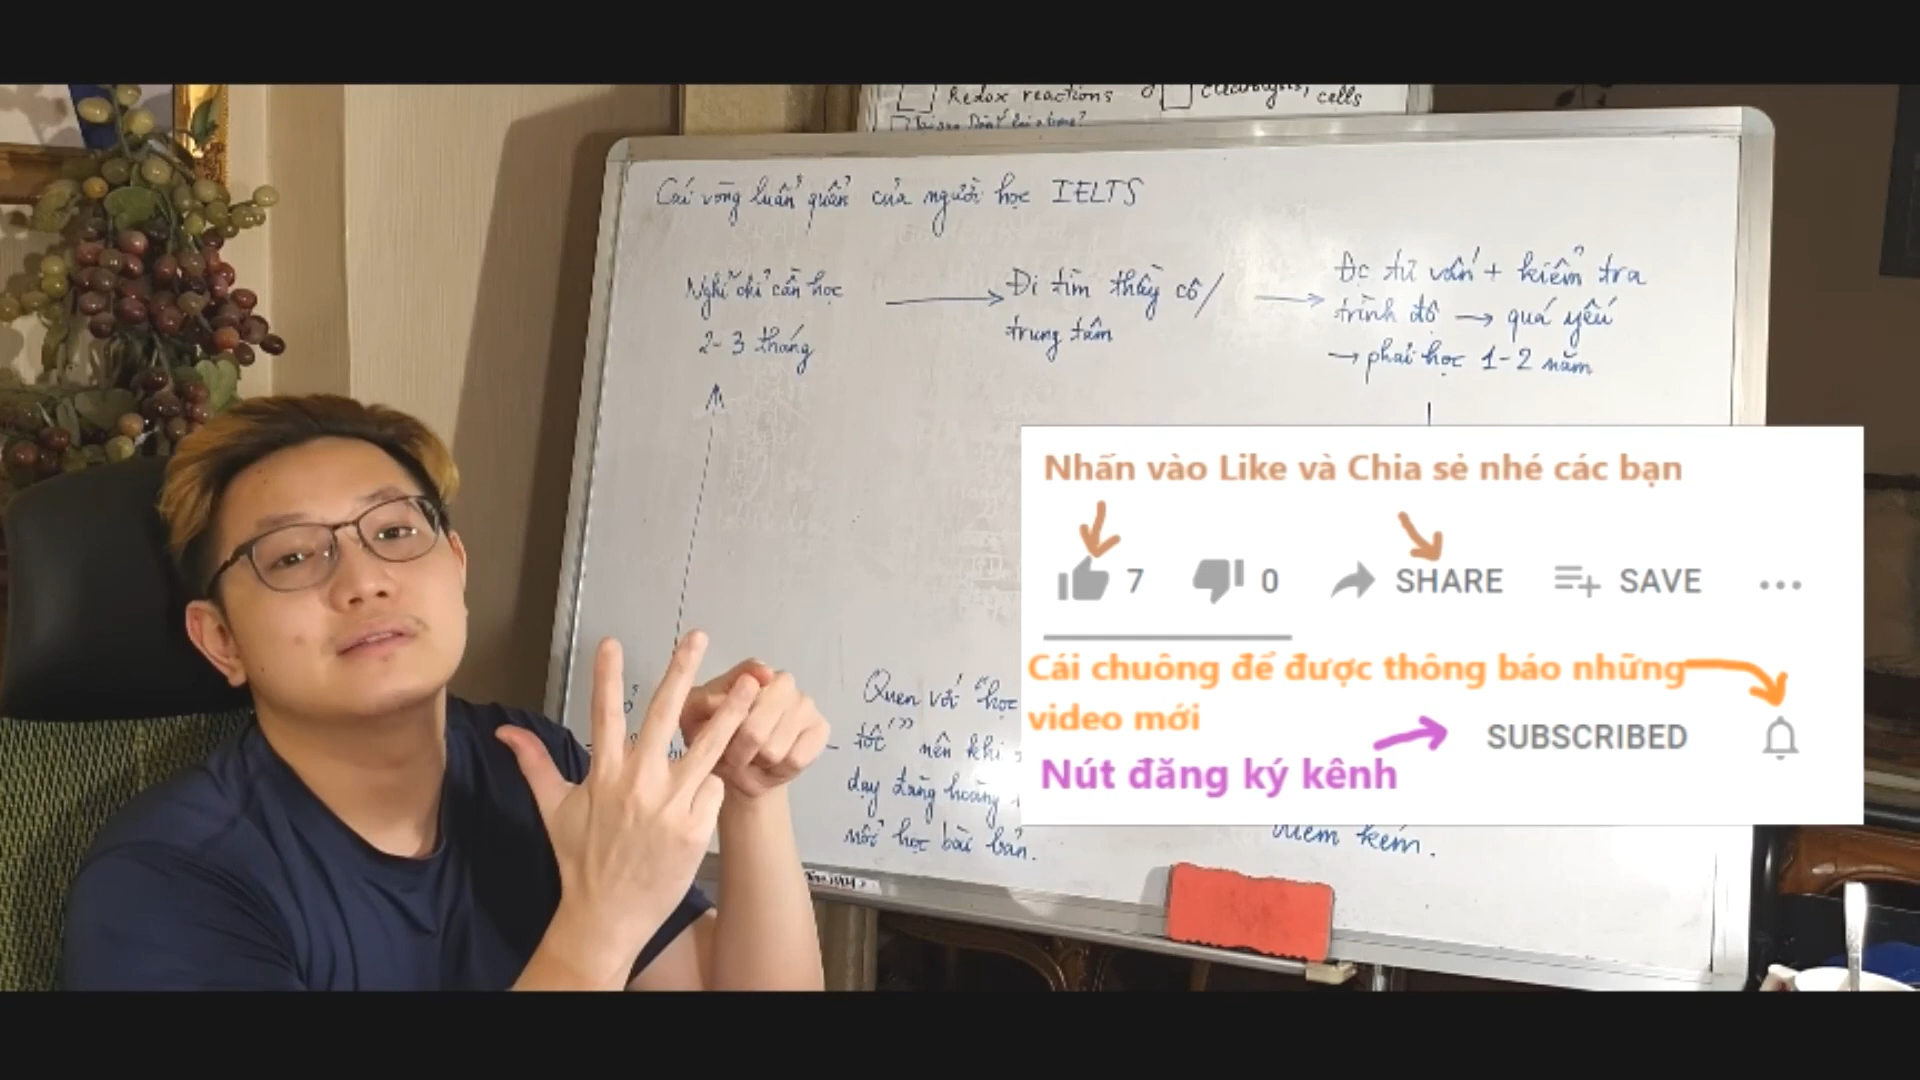 Redox reactions
cells
Cái vòng luẩn quẩn của người học IELTS
Nghĩ chỉ cần học
2-3 tháng
Đi tìm thầy cô/
trung tâm
Đc tư vấn + kiểm tra
trình độ → quá yếu
→ phải học 1-2 năm
Nhấn vào Like và Chia sẻ nhé các bạn
7
0
SHARE
SAVE
Cái chuông để được thông báo những
video mới
SUBSCRIBED
Nút đăng ký kênh
Quen với "học
tốc" nên khi
dạy đàng hoàng
mới học bài bản.
kém.